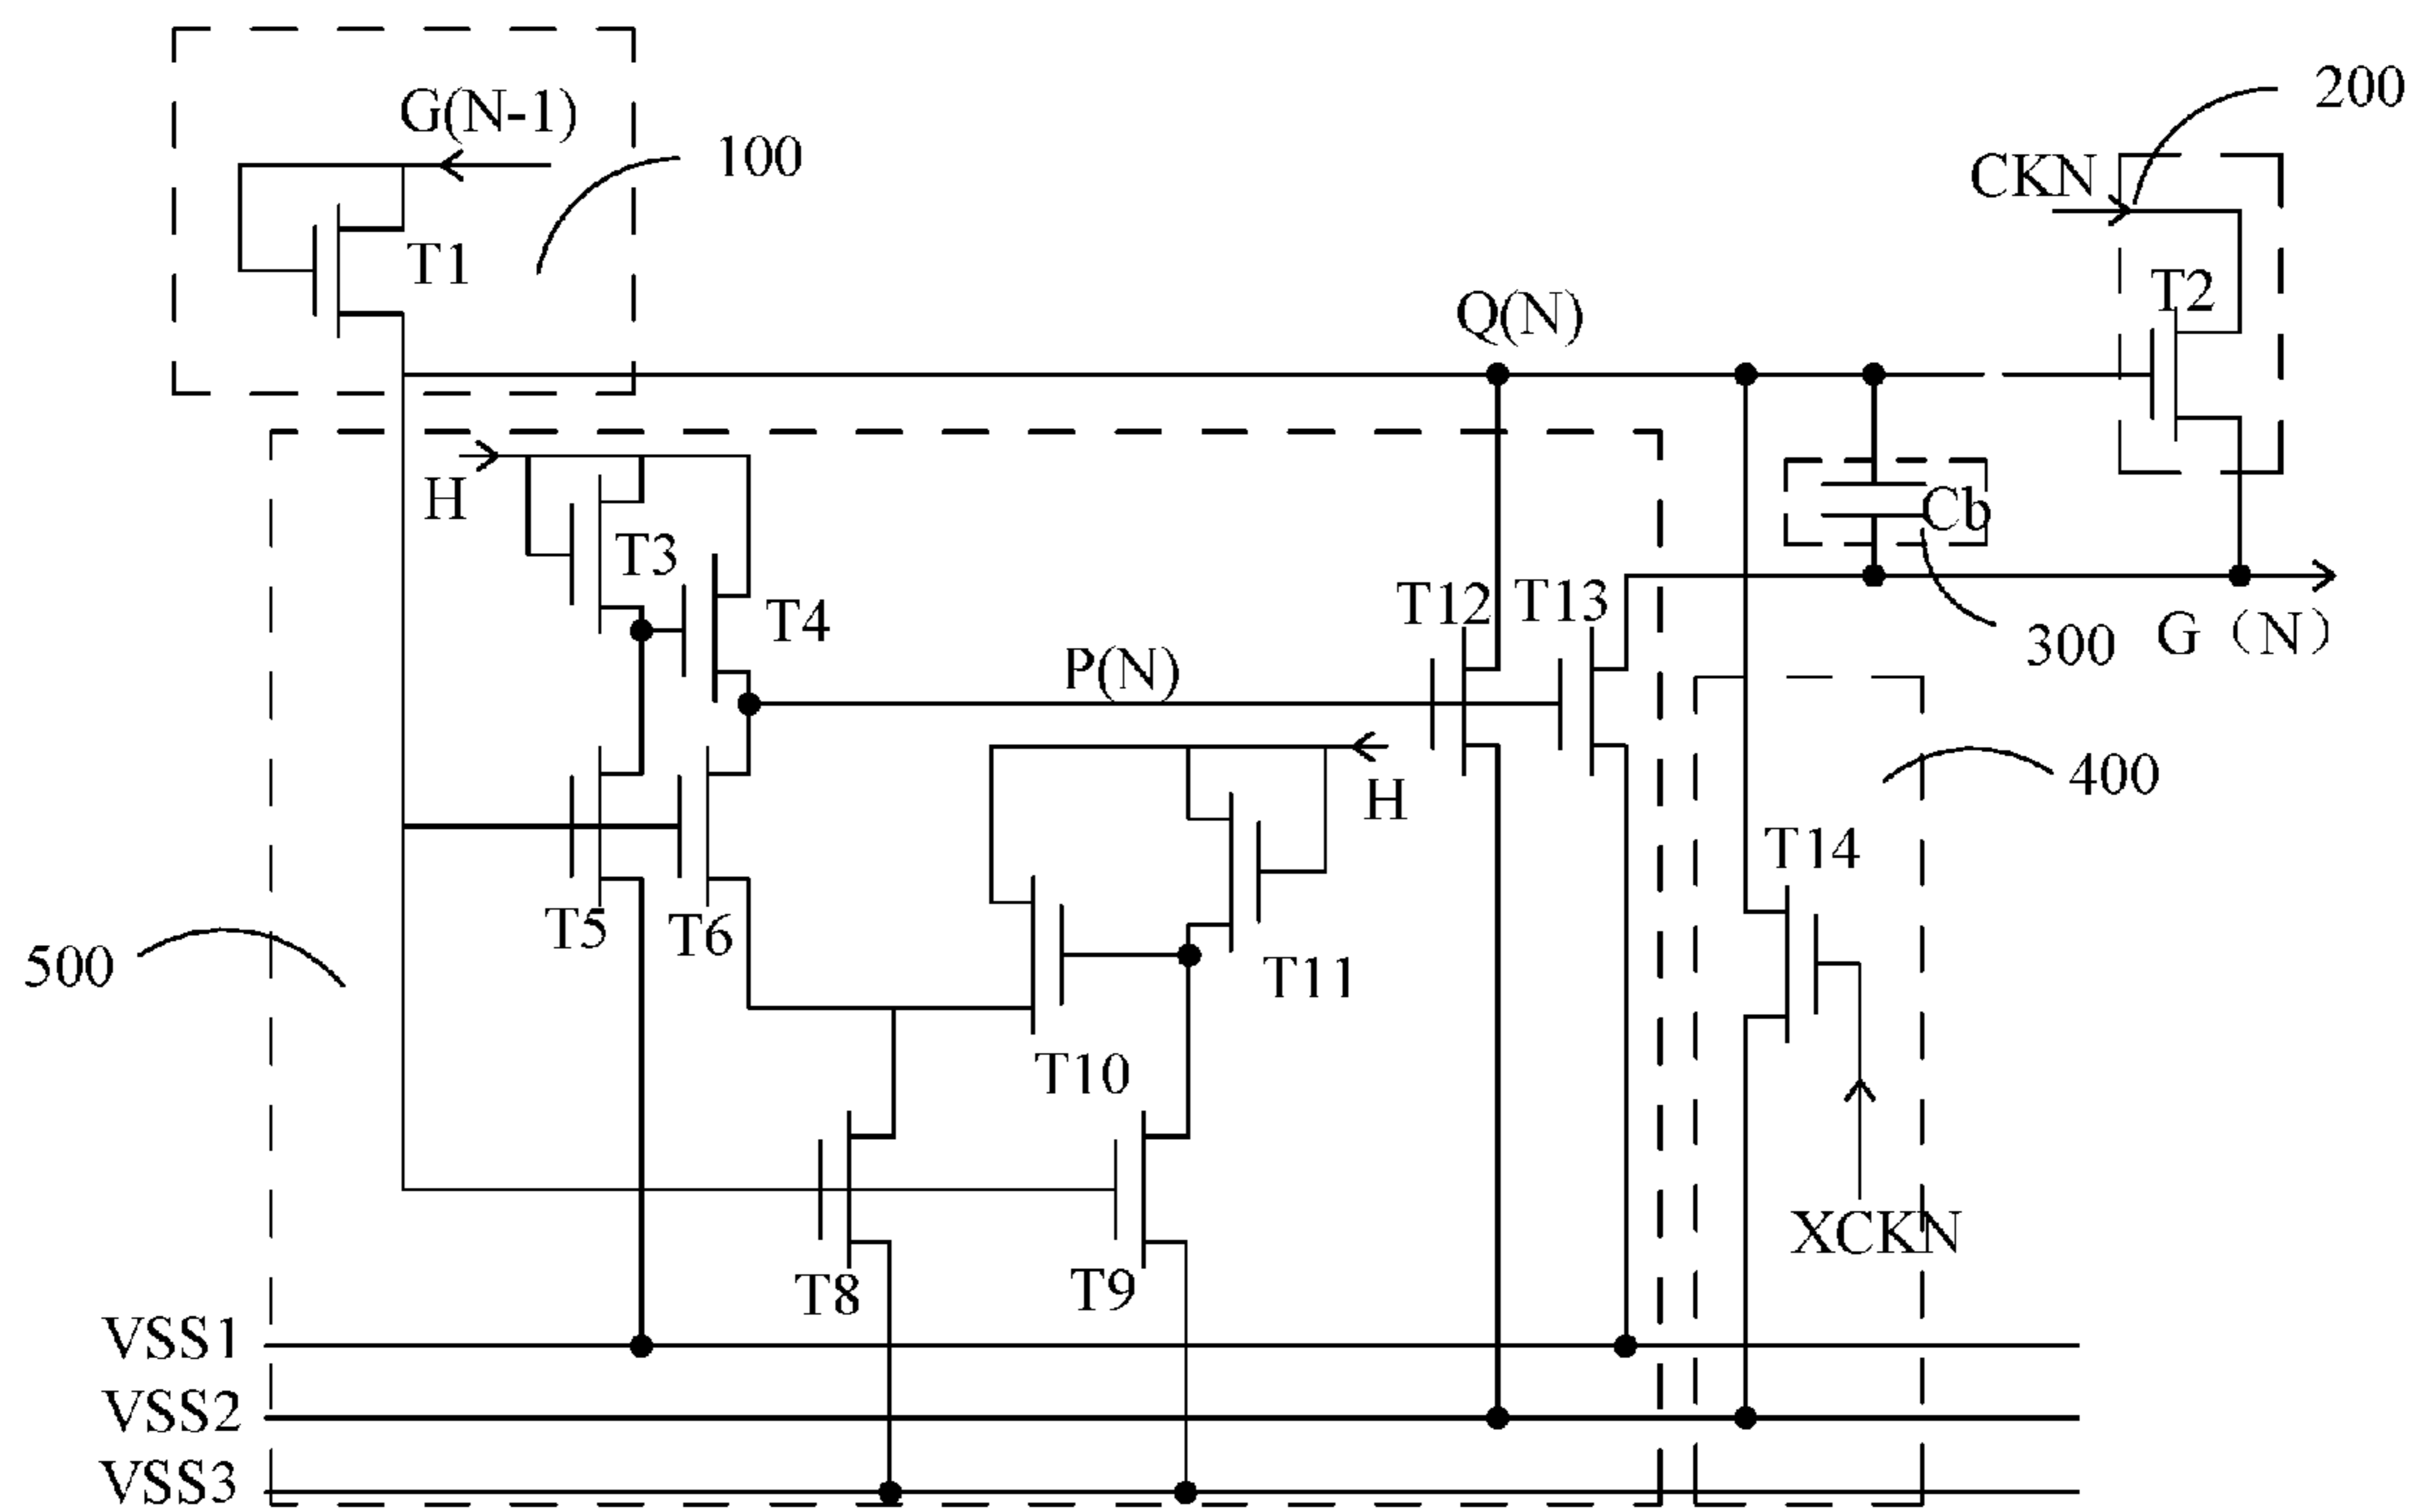 G(N-1)
100
200
CKN
T1
T2
Q(N)
H
Cb
T3
T4
T12
T13
300
G（N）
P(N)
400
H
T14
T5
T6
500
T11
T10
XCKN
T8
T9
VSS1
VSS2
VSS3